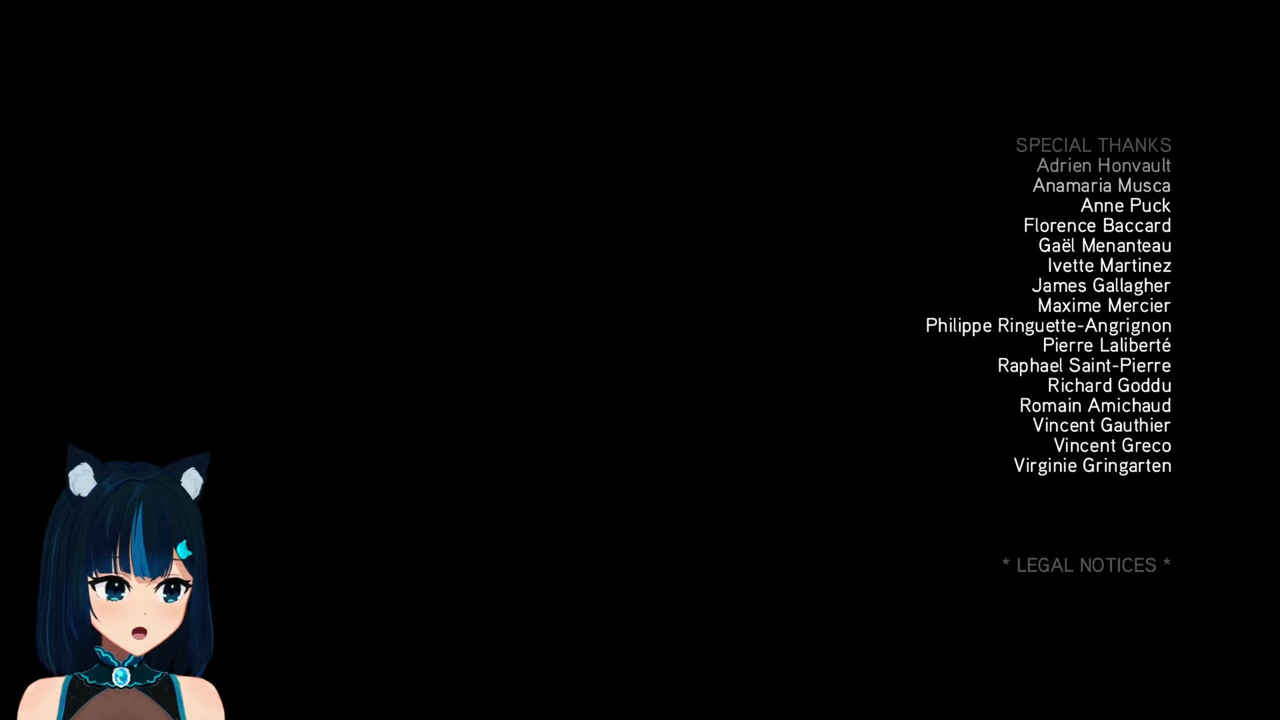 SPECIAL THANKS
Adrien Honvault
Anamaria Musca
Anne Puck
Florence Baccard
Gaël Menanteau
Ivette Martinez
James Gallagher
Maxime Mercier
Philippe Ringuette-Angrignon
Pierre Laliberté
Raphael Saint-Pierre
Richard Goddu
Romain Amichaud
Vincent Gauthier
Vincent Greco
Virginie Gringarten
* LEGAL NOTICES *